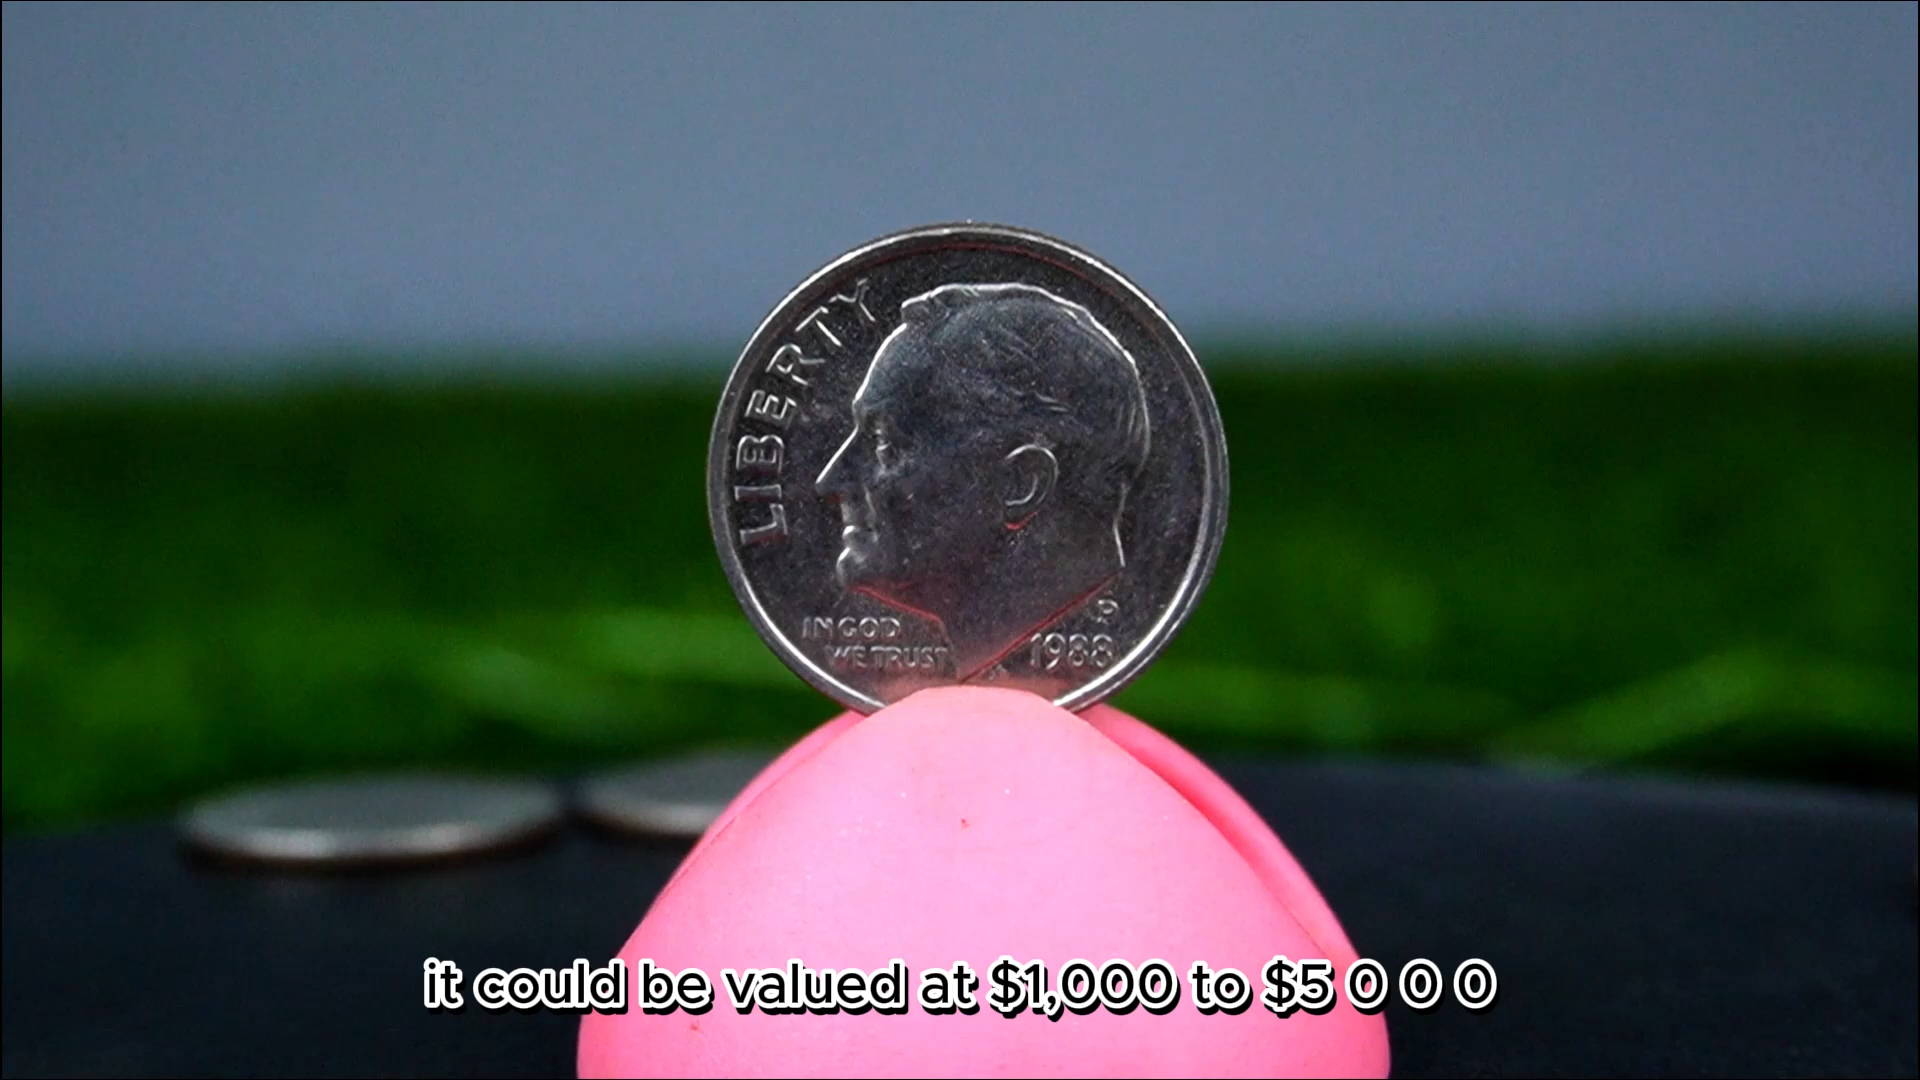 LIBERTY
IN GOD
WE TRUST
P
1988
it could be valued at $1,000 to $5 0 0 0